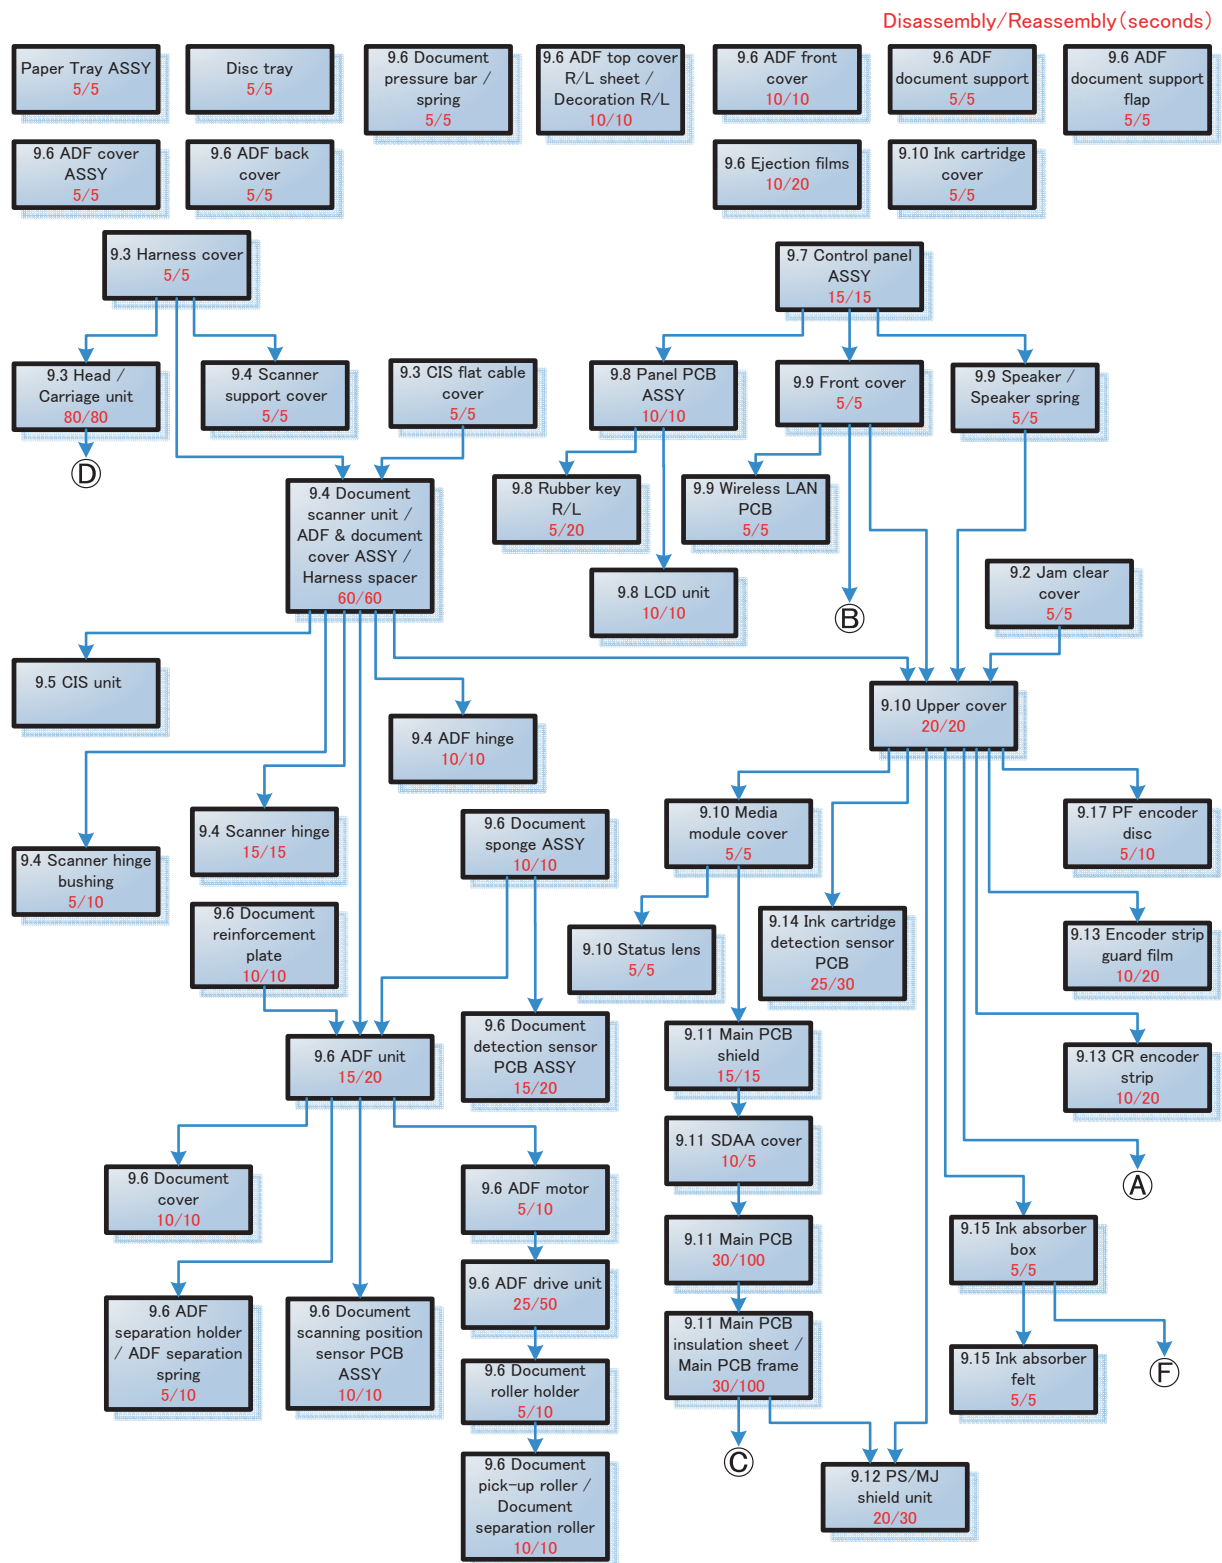 Disassembly/Reassembly(seconds)
Paper Tray ASSY
5/5
Disc tray
5/5
9.6 Document
pressure bar /
spring
5/5
9.6 ADF top cover
R/L sheet /
Decoration R/L
10/10
9.6 ADF front
cover
10/10
9.6 ADF
document support
5/5
9.6 ADF
document support
flap
5/5
9.6 ADF cover
ASSY
5/5
9.6 ADF back
cover
5/5
9.6 Ejection films
10/20
9.10 Ink cartridge
cover
5/5
9.3 Harness cover
5/5
9.7 Control panel
ASSY
15/15
9.3 Head /
Carriage unit
80/80
9.4 Scanner
support cover
5/5
9.3 CIS flat cable
cover
5/5
9.8 Panel PCB
ASSY
10/10
9.9 Front cover
5/5
9.9 Speaker /
Speaker spring
5/5
D
9.4 Document
scanner unit /
ADF & document
cover ASSY /
Harness spacer
60/60
9.8 Rubber key
R/L
5/20
9.9 Wireless LAN
PCB
5/5
9.8 LCD unit
10/10
B
9.2 Jam clear
cover
5/5
9.5 CIS unit
9.4 ADF hinge
10/10
9.10 Upper cover
20/20
9.4 Scanner hinge
bushing
5/10
9.4 Scanner hinge
15/15
9.6 Document
sponge ASSY
10/10
9.10 Media
module cover
5/5
9.17 PF encoder
disc
5/10
9.6 Document
reinforcement
plate
10/10
9.10 Status lens
5/5
9.14 Ink cartridge
detection sensor
PCB
25/30
9.13 Encoder strip
guard film
10/20
9.6 ADF unit
15/20
9.6 Document
detection sensor
PCB ASSY
15/20
9.11 Main PCB
shield
15/15
9.13 CR encoder
strip
10/20
9.6 Document
cover
10/10
9.6 ADF motor
5/10
9.11 SDAA cover
10/5
A
9.6 ADF drive unit
25/50
9.11 Main PCB
30/100
9.15 Ink absorber
box
5/5
9.6 ADF
separation holder
/ ADF separation
spring
5/10
9.6 Document
scanning position
sensor PCB
ASSY
10/10
9.6 Document
roller holder
5/10
9.11 Main PCB
insulation sheet /
Main PCB frame
30/100
9.15 Ink absorber
felt
5/5
F
9.6 Document
pick-up roller /
Document
separation roller
10/10
C
9.12 PS/MJ
shield unit
20/30